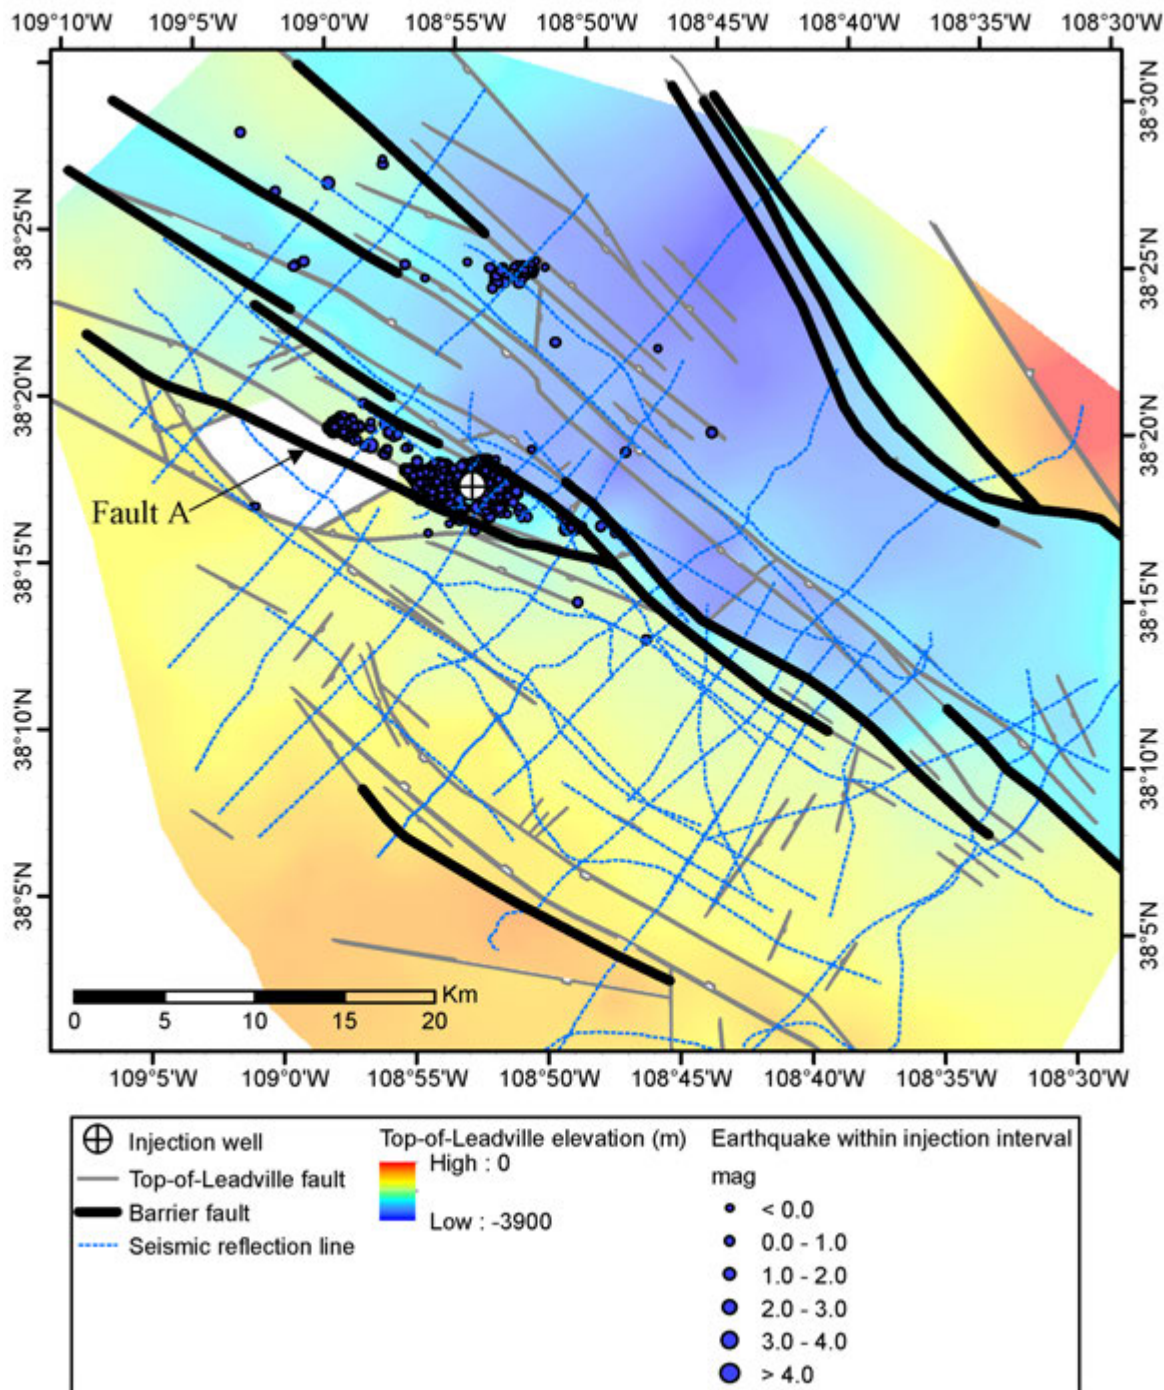 109°10'W 109°5'W 109°0'W 108°55'W 108°50'W 108°45'W 108°40'W 108°35'W 108°30'W
38°30'N
38°25'N
38°25'N
38°20'N
38°20'N
Fault A
38°15'N
38°15'N
38°10'N
38°10'N
38°5'N
38°5'N
Km
0 5 10 15 20
109°5'W 109°0'W 108°55'W 108°50'W 108°45'W 108°40'W 108°35'W 108°30'W
Injection well
Top-of-Leadville fault
Barrier fault
Seismic reflection line
Top-of-Leadville elevation (m)
High : 0
Low : -3900
Earthquake within injection interval
mag
< 0.0
0.0 - 1.0
1.0 - 2.0
2.0 - 3.0
3.0 - 4.0
> 4.0